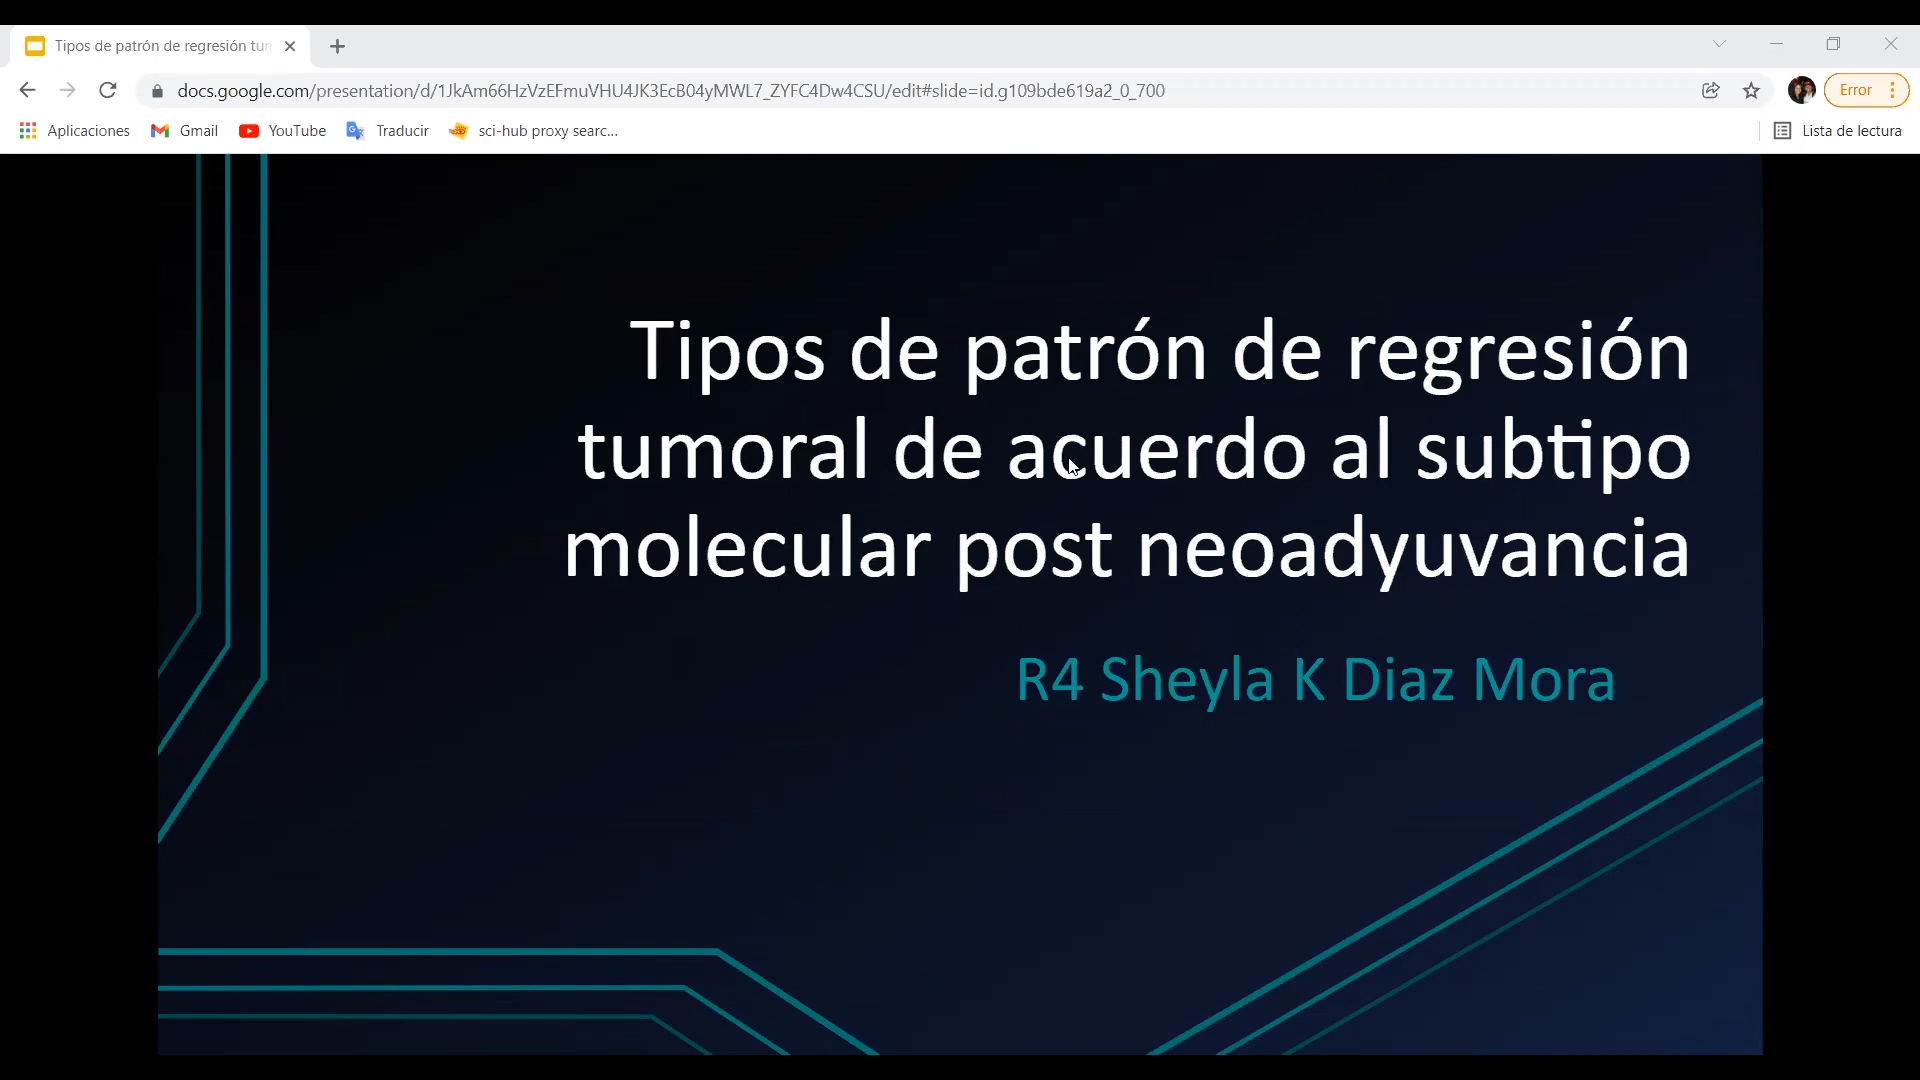 Tipos de patrón de regresión tum
docs.google.com/presentation/d/1JkAm66HzVzEFmuVHU4JK3EcB04yMWL7_ZYFC4Dw4CSU/edit#slide=id.g109bde619a2_0_700
Error
Aplicaciones Gmail YouTube Traducir sci-hub proxy searc... Lista de lectura
Tipos de patrón de regresión
tumoral de acuerdo al subtipo
molecular post neoadyuvancia
R4 Sheyla K Diaz Mora